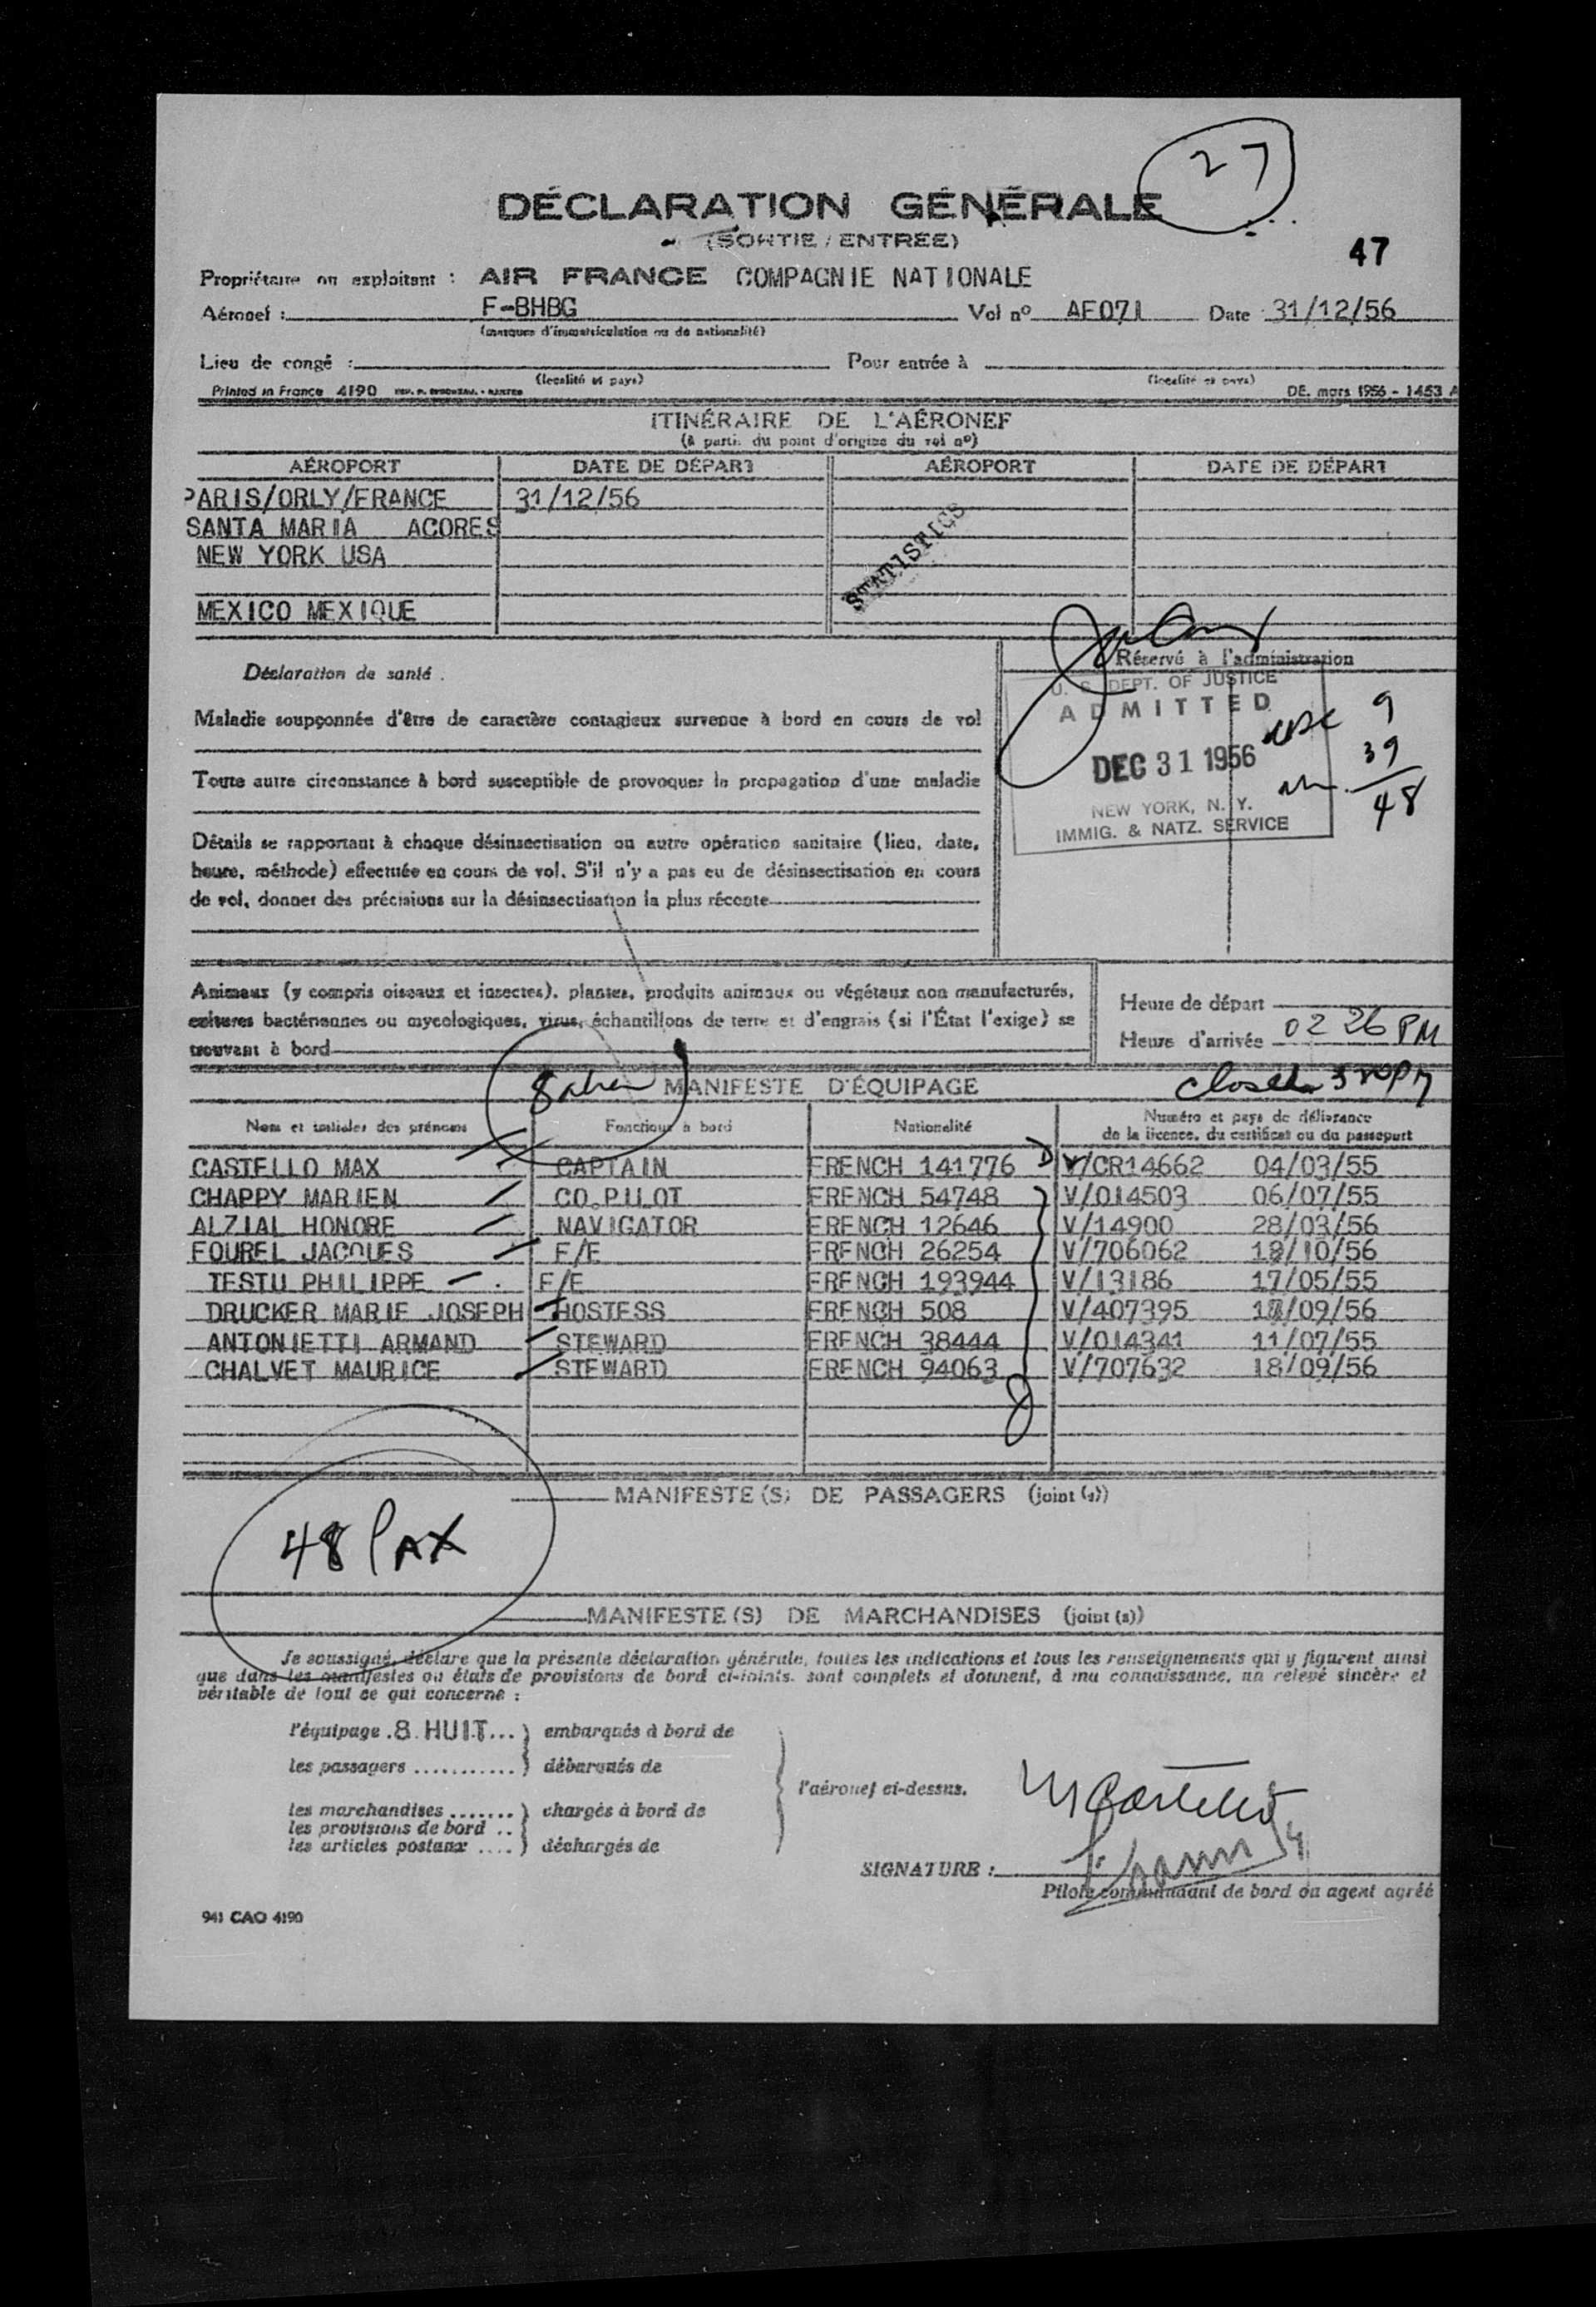 27
DÉCLARATION GÉNÉRALE
(SORTIE / ENTRÉE)
47
Propriétaire ou exploitant : AIR FRANCE COMPAGNIE NATIONALE
Aéronef : F-BHBG Vol nº AF071 Date 31/12/56
(marques d'immatriculation ou de nationalité)
Lieu de congé : Pour entrée à
(localité et pays) (localité et pays)
Printed in France 4190 DE. mars 1956 - 1453 A
ITINÉRAIRE DE L'AÉRONEF
(à partir du point d'origine du vol nº)
AÉROPORT DATE DE DÉPART AÉROPORT DATE DE DÉPART
PARIS/ORLY/FRANCE 31/12/56
SANTA MARIA ACORES
NEW YORK USA
STATISTICS
MEXICO MEXIQUE
Déclaration de santé .
Réservé à l'administration
U. S. DEPT. OF JUSTICE
ADMITTED
DEC 31 1956
NEW YORK, N. Y.
IMMIG. & NATZ. SERVICE
9
39
48
Maladie soupçonnée d'être de caractère contagieux survenue à bord en cours de vol
Toute autre circonstance à bord susceptible de provoquer la propagation d'une maladie
Détails se rapportant à chaque désinsectisation ou autre opération sanitaire (lieu, date,
heure, méthode) effectuée en cours de vol. S'il n'y a pas eu de désinsectisation en cours
de vol, donner des précisions sur la désinsectisation la plus récente
Animaux (y compris oiseaux et insectes), plantes, produits animaux ou végétaux non manufacturés,
cultures bactériennes ou mycologiques, virus, échantillons de terre et d'engrais (si l'État l'exige) se
trouvant à bord
Heure de départ
Heure d'arrivée 02 26 PM
8 MANIFESTE D'ÉQUIPAGE
Nom et initiales des prénoms Fonctions à bord Nationalité Numéro et pays de délivrance
de la licence, du certificat ou du passeport
CASTELLO MAX CAPTAIN FRENCH 141776 V/CR14662 04/03/55
CHAPPY MARIEN CO.PILOT FRENCH 54748 V/014503 06/07/55
ALZIAL HONORE NAVIGATOR FRENCH 12646 V/14900 28/03/56
FOUREL JACQUES F/E FRENCH 26254 V/706062 18/10/56
TESTU PHILIPPE F/E FRENCH 193944 V/13186 17/05/55
DRUCKER MARIE JOSEPH HOSTESS FRENCH 508 V/407395 18/09/56
ANTONIETTI ARMAND STEWARD FRENCH 38444 V/014341 11/07/55
CHALVET MAURICE STEWARD FRENCH 94063 V/707632 18/09/56
MANIFESTE(S) DE PASSAGERS (joint (s))
48 PAX
MANIFESTE(S) DE MARCHANDISES (joint (s))
Je soussigné, déclare que la présente déclaration générale, toutes les indications et tous les renseignements qui y figurent ainsi
que dans les manifestes ou états de provisions de bord ci-joints, sont complets et donnent, à ma connaissance, un relevé sincère et
véritable de tout ce qui concerne :
l'équipage .8 HUIT... ) embarqués à bord de
les passagers ........... ) débarqués de
l'aéronef ci-dessus.
les marchandises ....... ) chargés à bord de
les provisions de bord ..
les articles postaux .... ) déchargés de
MCastello
SIGNATURE :
Pilote commandant de bord ou agent agréé
941 CAO 4190